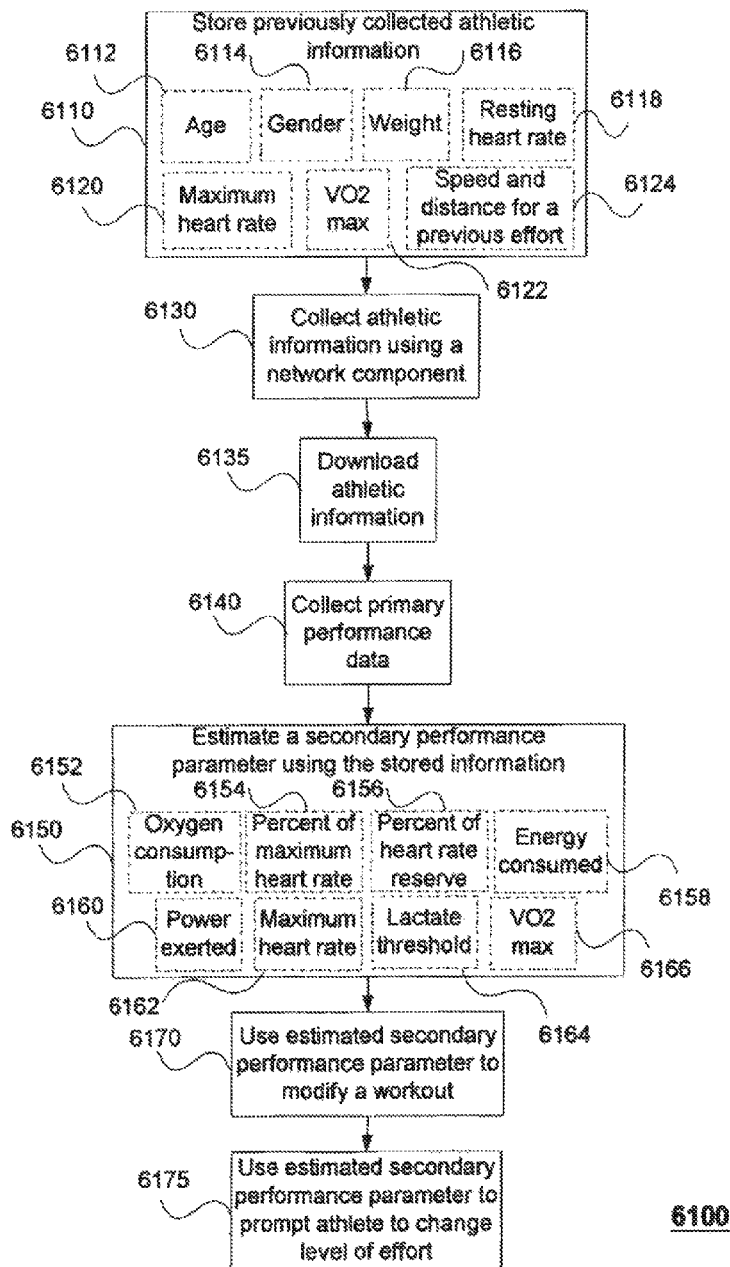 Store previously collected athletic
information
6112
6114
6116
6110
6118
Age
Gender
Weight
Resting
heart rate
6120
6124
Maximum
heart rate
VO2
max
Speed and
distance for a
previous effort
6122
6130
Collect athletic
information using a
network component
6135
Download
athletic
information
6140
Collect primary
performance
data
Estimate a secondary performance
parameter using the stored information
6152
6154
6156
6150
Oxygen
consump-
tion
Percent of
maximum
heart rate
Percent of
heart rate
reserve
Energy
consumed
6158
6160
Power
exerted
Maximum
heart rate
Lactate
threshold
VO2
max
6166
6162
6164
6170
Use estimated secondary
performance parameter to
modify a workout
6175
Use estimated secondary
performance parameter to
prompt athlete to change
level of effort
6100